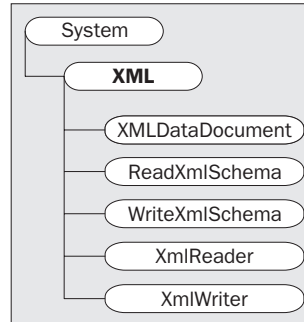 System
XML
XMLDataDocument
ReadXmlSchema
WriteXmlSchema
XmlReader
XmlWriter